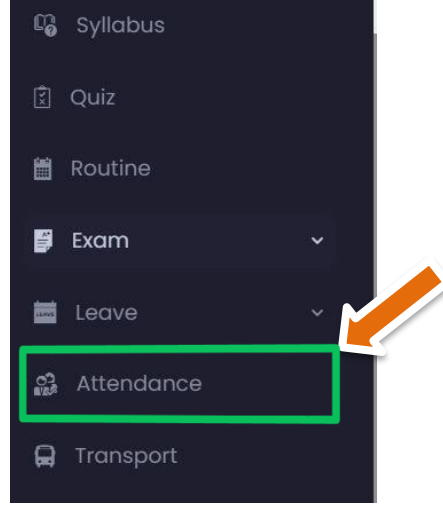 Syllabus
Quiz
Routine
Exam
Leave
Attendance
Transport